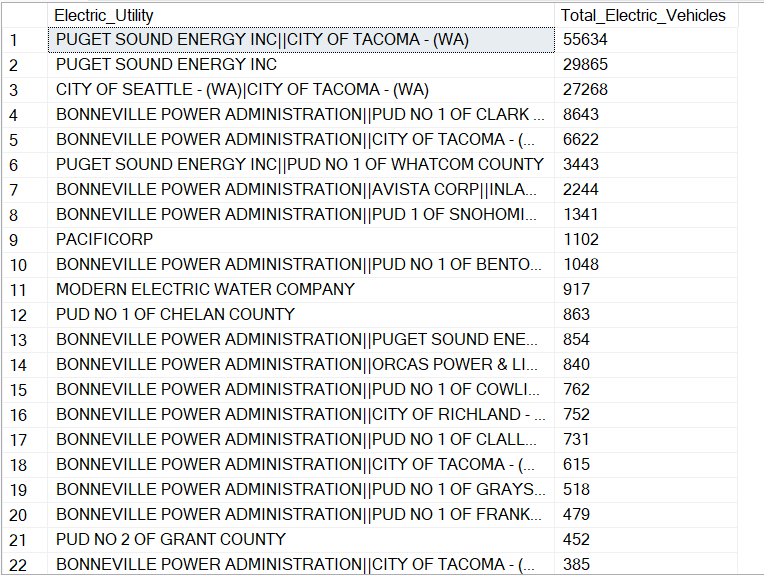 Electric_Utility Total_Electric_Vehicles
1 PUGET SOUND ENERGY INC||CITY OF TACOMA - (WA) 55634
2 PUGET SOUND ENERGY INC 29865
3 CITY OF SEATTLE - (WA)|CITY OF TACOMA - (WA) 27268
4 BONNEVILLE POWER ADMINISTRATION||PUD NO 1 OF CLARK ... 8643
5 BONNEVILLE POWER ADMINISTRATION||CITY OF TACOMA - (... 6622
6 PUGET SOUND ENERGY INC||PUD NO 1 OF WHATCOM COUNTY 3443
7 BONNEVILLE POWER ADMINISTRATION||AVISTA CORP||INLA... 2244
8 BONNEVILLE POWER ADMINISTRATION||PUD 1 OF SNOHOMI... 1341
9 PACIFICORP 1102
10 BONNEVILLE POWER ADMINISTRATION||PUD NO 1 OF BENTO... 1048
11 MODERN ELECTRIC WATER COMPANY 917
12 PUD NO 1 OF CHELAN COUNTY 863
13 BONNEVILLE POWER ADMINISTRATION||PUGET SOUND ENE... 854
14 BONNEVILLE POWER ADMINISTRATION||ORCAS POWER & LI... 840
15 BONNEVILLE POWER ADMINISTRATION||PUD NO 1 OF COWLI... 762
16 BONNEVILLE POWER ADMINISTRATION||CITY OF RICHLAND - ... 752
17 BONNEVILLE POWER ADMINISTRATION||PUD NO 1 OF CLALL... 731
18 BONNEVILLE POWER ADMINISTRATION||CITY OF TACOMA - (... 615
19 BONNEVILLE POWER ADMINISTRATION||PUD NO 1 OF GRAYS... 518
20 BONNEVILLE POWER ADMINISTRATION||PUD NO 1 OF FRANK... 479
21 PUD NO 2 OF GRANT COUNTY 452
22 BONNEVILLE POWER ADMINISTRATION||CITY OF TACOMA - (... 385